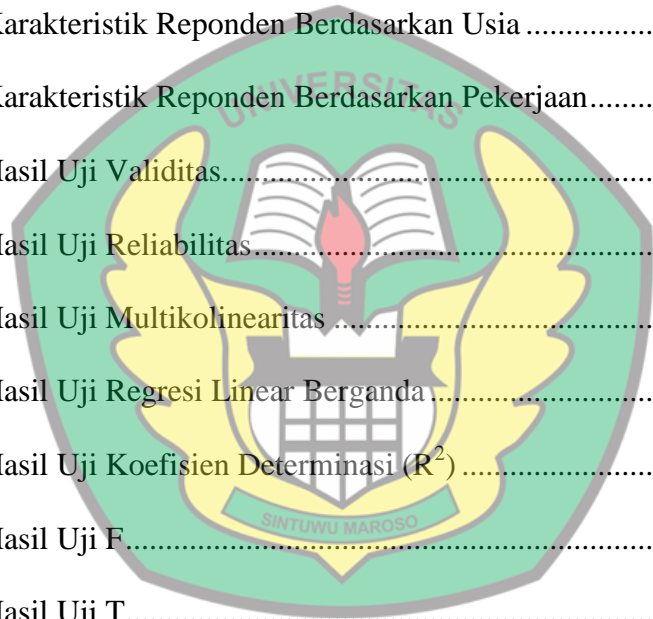 Karakteristik Reponden Berdasarkan Usia ..................
UNIVERSITAS
Karakteristik Reponden Berdasarkan Pekerjaan........
Hasil Uji Validitas......................................................
Hasil Uji Reliabilitas..................................................
Hasil Uji Multikolinearitas ........................................
Hasil Uji Regresi Linear Berganda ............................
Hasil Uji Koefisien Determinasi (R²) ........................
SINTUWU MAROSO
Hasil Uji F..................................................................
Hasil Uji T..................................................................